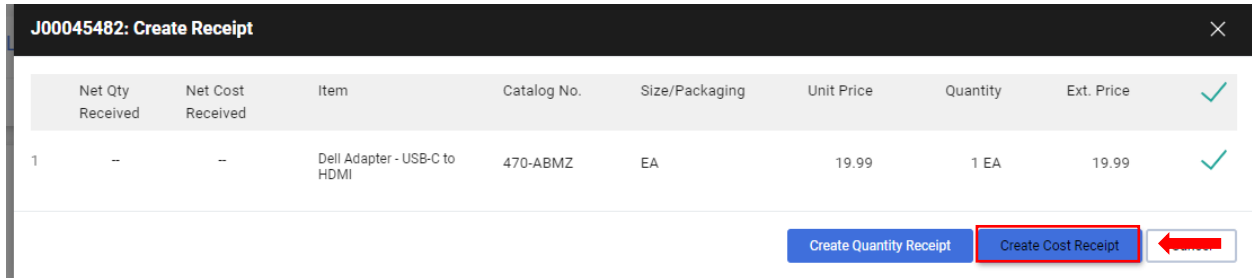 J00045482: Create Receipt
Net Qty Received Net Cost Received Item Catalog No. Size/Packaging Unit Price Quantity Ext. Price
1 -- -- Dell Adapter - USB-C to HDMI 470-ABMZ EA 19.99 1 EA 19.99
Create Quantity Receipt Create Cost Receipt